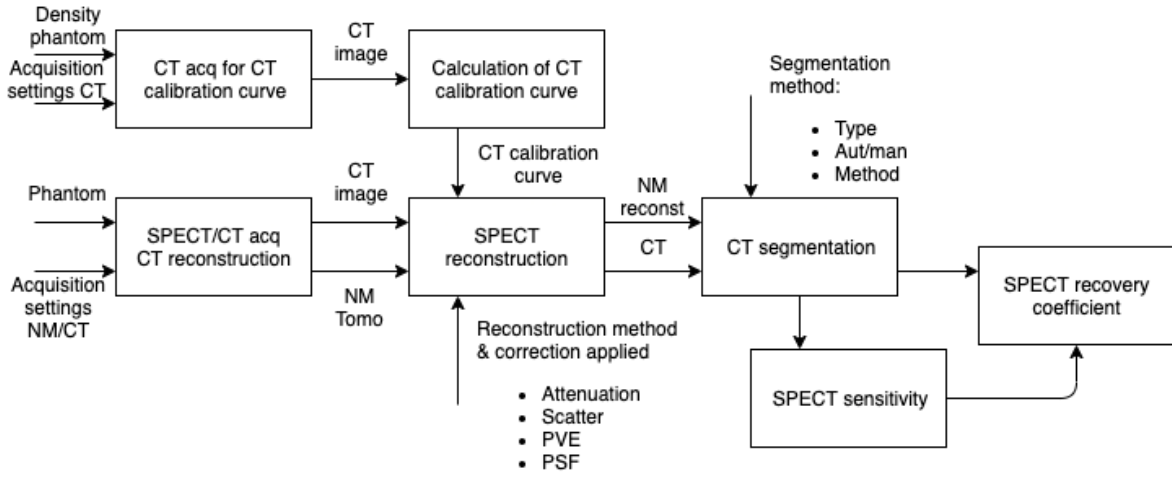 Density
phantom
Acquisition
settings CT
CT acq for CT
calibration curve
CT
image
Calculation of CT
calibration curve
Segmentation
method:
• Type
• Aut/man
• Method
CT calibration
curve
Phantom
Acquisition
settings
NM/CT
SPECT/CT acq
CT reconstruction
CT
image
NM
Tomo
SPECT
reconstruction
NM
reconst
CT
CT segmentation
SPECT recovery
coefficient
Reconstruction method
& correction applied
• Attenuation
• Scatter
• PVE
• PSF
SPECT sensitivity